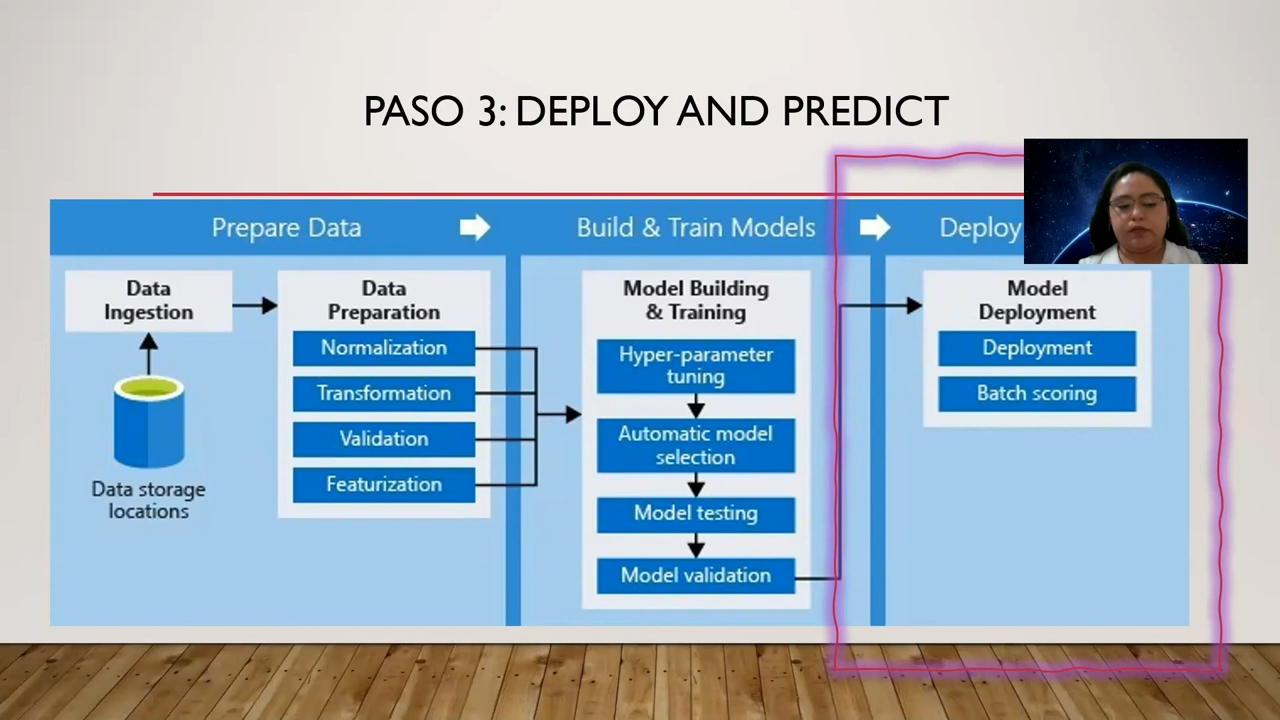 PASO 3: DEPLOY AND PREDICT
Prepare Data
Build & Train Models
Deploy
Data
Ingestion
Data storage
locations
Data
Preparation
Normalization
Transformation
Validation
Featurization
Model Building
& Training
Hyper-parameter
tuning
Automatic model
selection
Model testing
Model validation
Model
Deployment
Deployment
Batch scoring